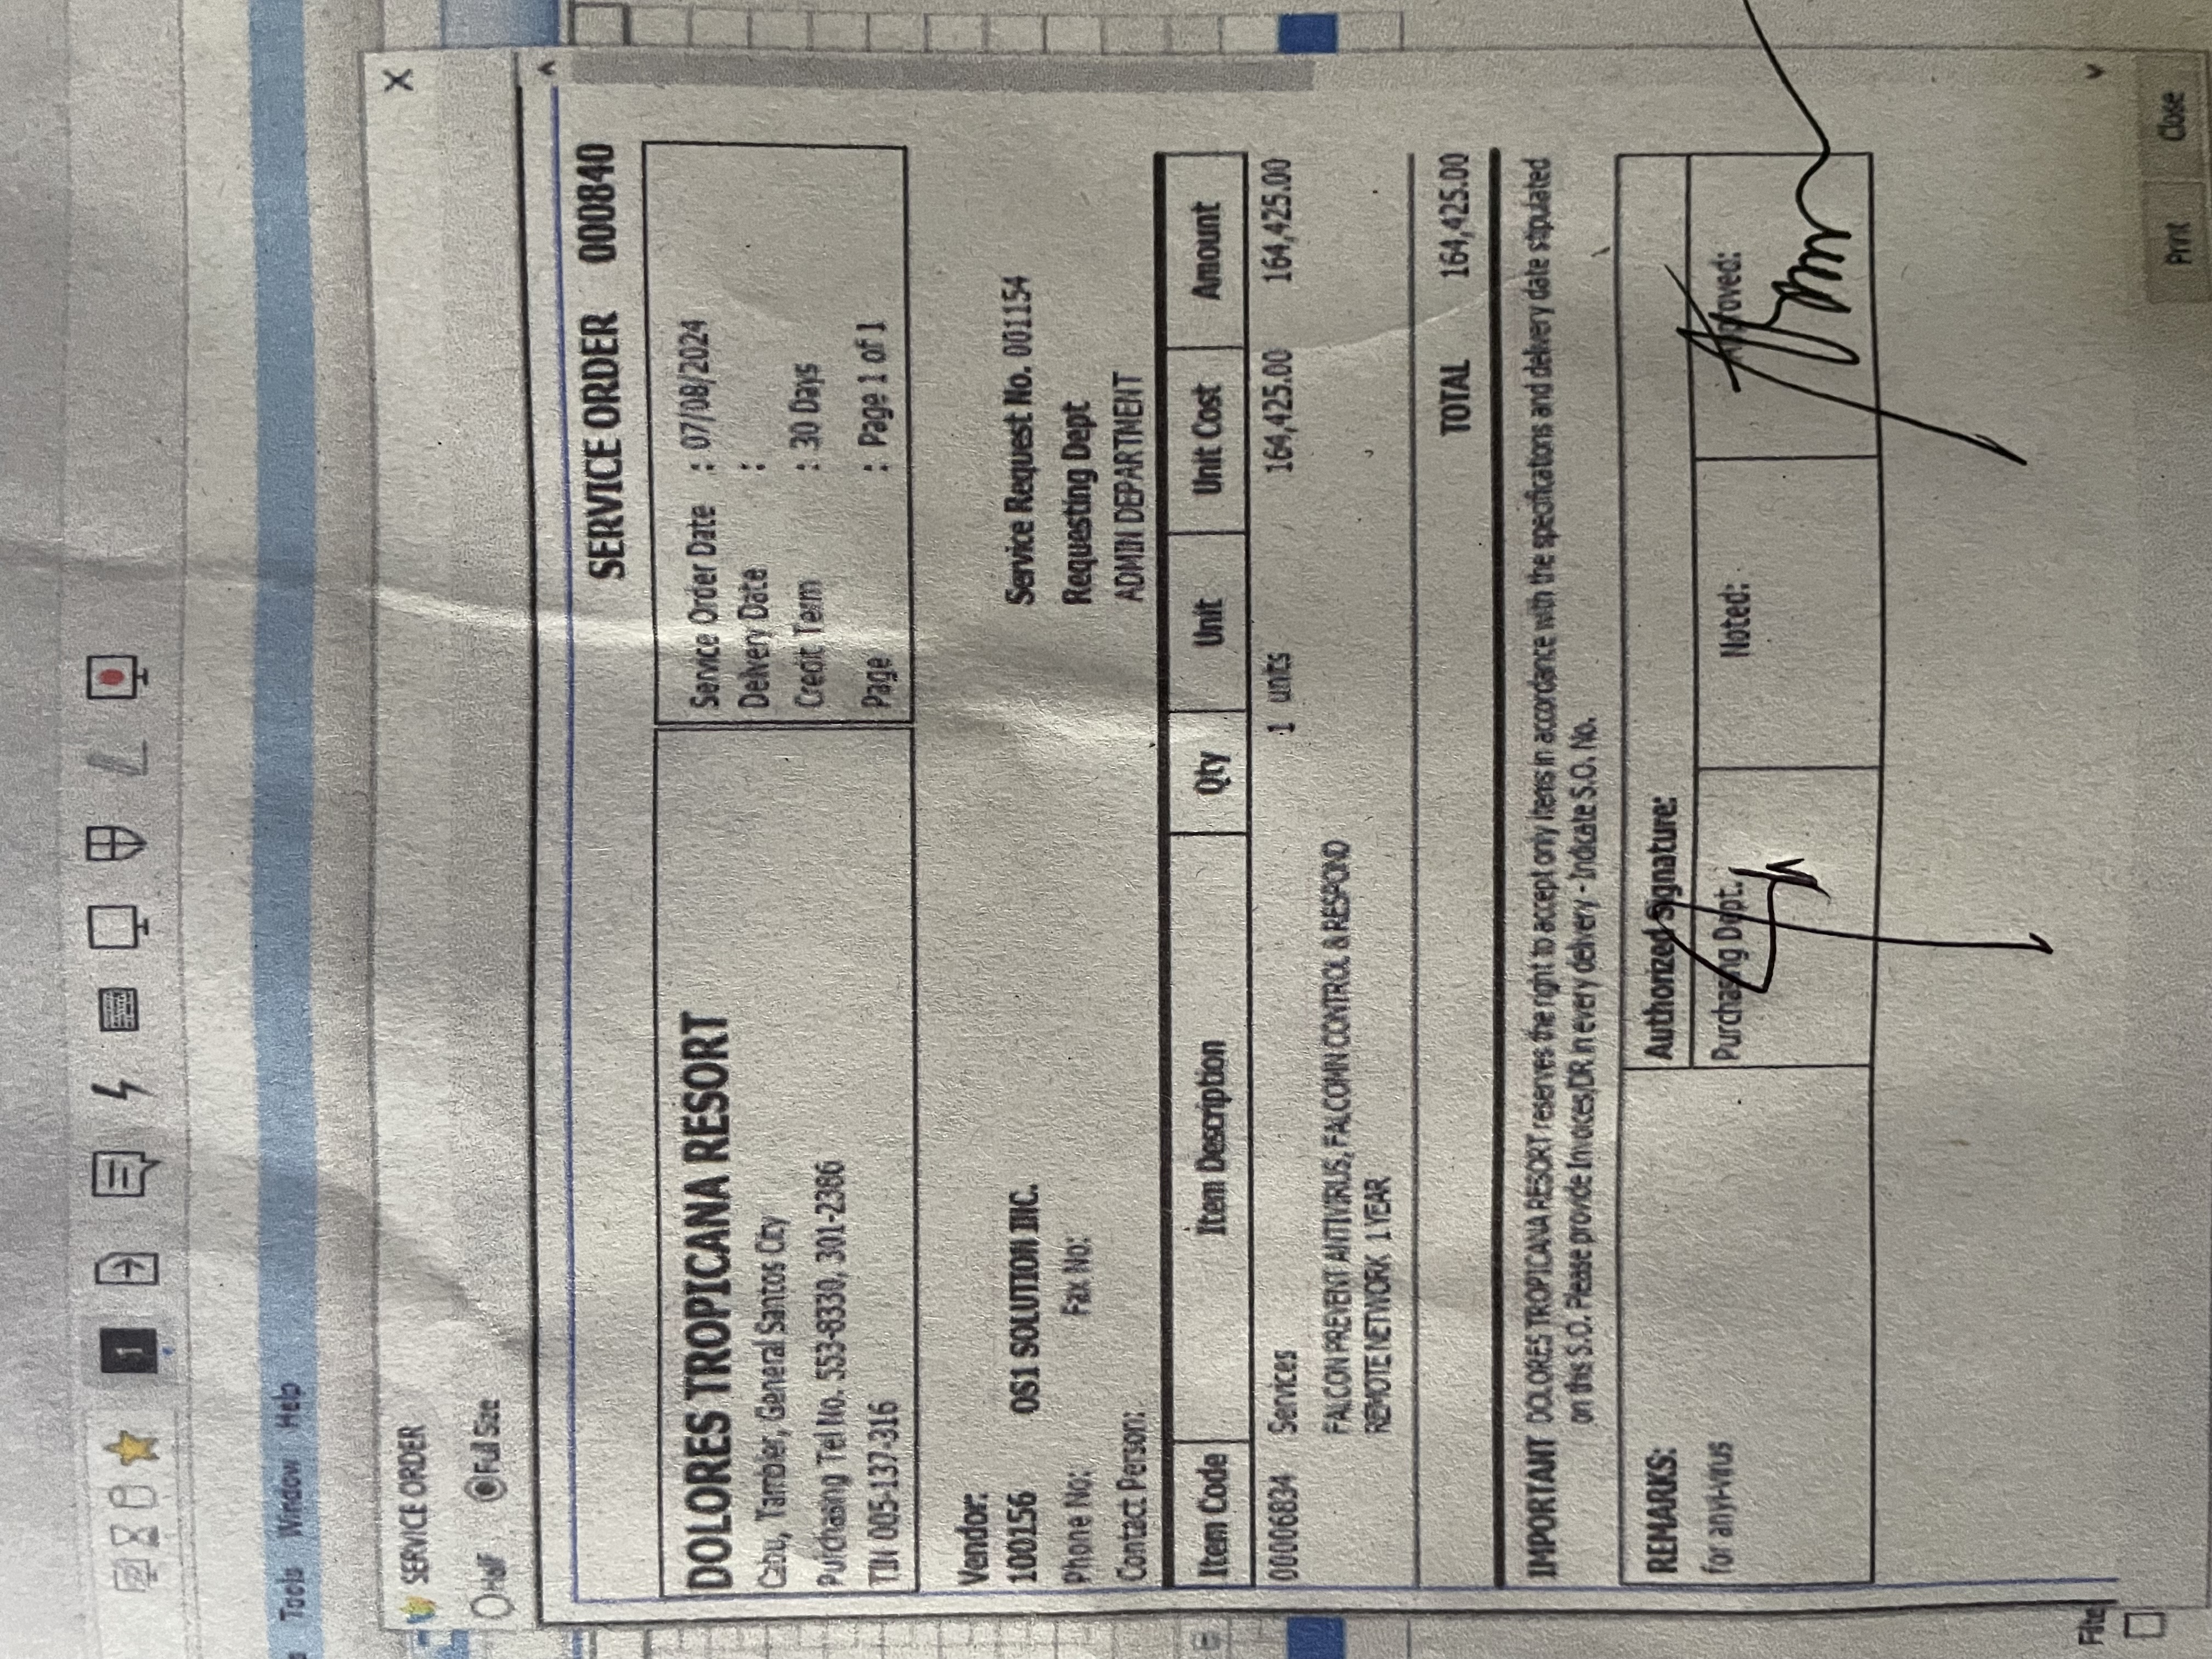 1
Tools Window Help
SERVICE ORDER X
Half Full Size
SERVICE ORDER 000840
DOLORES TROPICANA RESORT
Cabu, Tambler, General Santos City
Purchasing Tel No. 553-8330, 301-2386
TIN 005-137-316
Service Order Date : 07/08/2024
Delivery Date :
Credit Term : 30 Days
Page : Page 1 of 1
Vendor:
100156 OS1 SOLUTION INC.
Phone No: Fax No:
Contact Person:
Service Request No. 001154
Requesting Dept
ADMIN DEPARTMENT
Item Code Item Description Qty Unit Unit Cost Amount
00006834 Services 1 units 164,425.00 164,425.00
FALCON PREVENT ANTIVIRUS, FALCOMN CONTROL & RESPOND
REMOTE NETWORK 1 YEAR
TOTAL 164,425.00
IMPORTANT DOLORES TROPICANA RESORT reserves the right to accept only items in accordance with the specifications and delivery date stipulated
on this S.O. Please provide Invoices/DR in every delivery - Indicate S.O. No.
REMARKS:
for anyi-virus
Authorized Signature:
Purchasing Dept. Noted: Approved:
Print Close